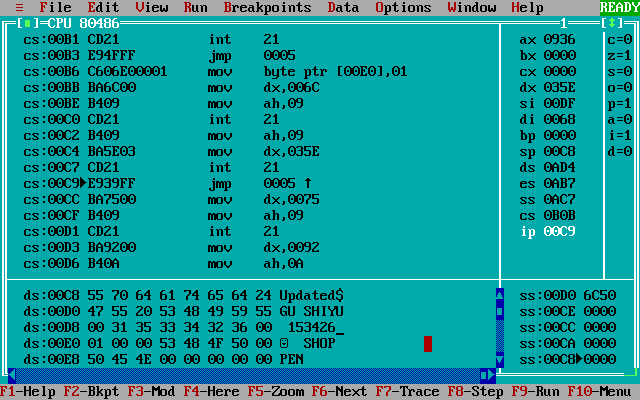 ≡ File Edit View Run Breakpoints Data Options Window Help READY
[■]=CPU 80486 1 [↕]
cs:00B1 CD21 int 21 ax 0936 c=0
cs:00B3 E94FFF jmp 0005 bx 0000 z=1
cs:00B6 C606E00001 mov byte ptr [00E0],01 cx 0000 s=0
cs:00BB BA6C00 mov dx,006C dx 035E o=0
cs:00BE B409 mov ah,09 si 00DF p=1
cs:00C0 CD21 int 21 di 0068 a=0
cs:00C2 B409 mov ah,09 bp 0000 i=1
cs:00C4 BA5E03 mov dx,035E sp 00C8 d=0
cs:00C7 CD21 int 21 ds 0AD4
cs:00C9►E939FF jmp 0005 ↑ es 0AB7
cs:00CC BA7500 mov dx,0075 ss 0AC7
cs:00CF B409 mov ah,09 cs 0B0B
cs:00D1 CD21 int 21 ip 00C9
cs:00D3 BA9200 mov dx,0092
cs:00D6 B40A mov ah,0A
ds:00C8 55 70 64 61 74 65 64 24 Updated$ ss:00D0 6C50
ds:00D0 47 55 20 53 48 49 59 55 GU SHIYU ss:00CE 0000
ds:00D8 00 31 35 33 34 32 36 00 153426_ ss:00CC 0000
ds:00E0 01 00 00 53 48 4F 50 00 ☺ SHOP ss:00CA 0000
ds:00E8 50 45 4E 00 00 00 00 00 PEN ss:00C8►0000
F1-Help F2-Bkpt F3-Mod F4-Here F5-Zoom F6-Next F7-Trace F8-Step F9-Run F10-Menu